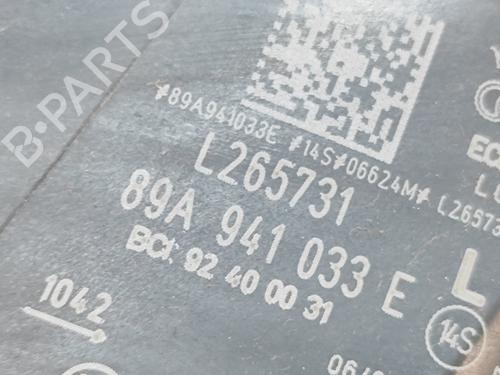 B-PARTS
*89A941033E *14S*06624M* L26573
L265731
89A 941 033 E L
BCI. 92 40 00 31
1042
14S